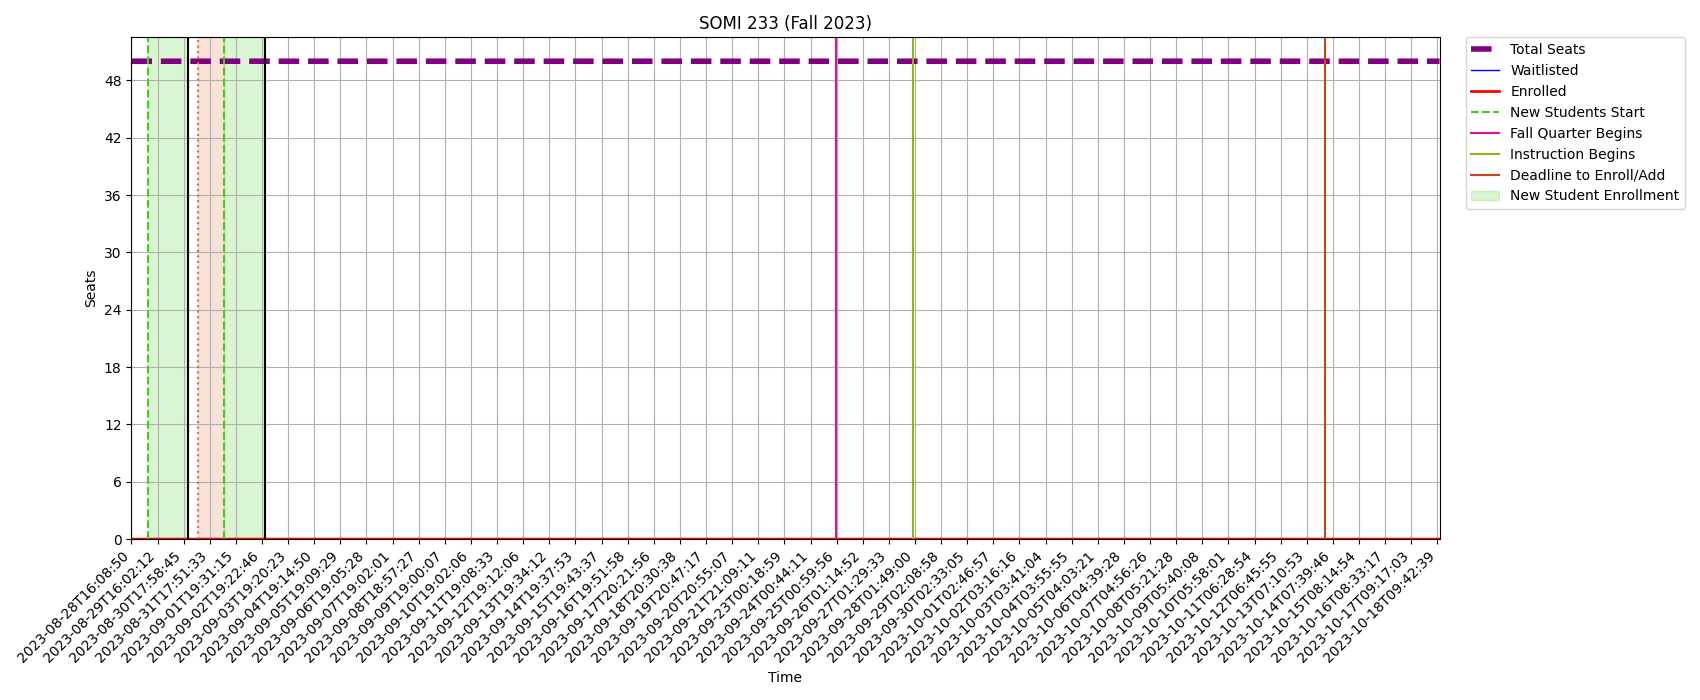 SOMI 233 (Fall 2023)
Total Seats
Waitlisted
Enrolled
New Students Start
Fall Quarter Begins
Instruction Begins
Deadline to Enroll/Add
New Student Enrollment
Seats
48
42
36
30
24
18
12
6
0
2023-08-28T16:08:50
2023-08-29T16:02:12
2023-08-30T17:58:45
2023-08-31T17:51:33
2023-09-01T19:31:15
2023-09-02T19:22:46
2023-09-03T19:20:23
2023-09-04T19:14:50
2023-09-05T19:09:29
2023-09-06T19:05:28
2023-09-07T19:02:01
2023-09-08T18:57:27
2023-09-09T19:00:07
2023-09-10T19:02:06
2023-09-11T19:08:33
2023-09-12T19:12:06
2023-09-13T19:34:12
2023-09-14T19:37:53
2023-09-15T19:43:37
2023-09-16T19:51:58
2023-09-17T20:21:56
2023-09-18T20:30:38
2023-09-19T20:47:17
2023-09-20T20:55:07
2023-09-21T21:09:11
2023-09-23T00:18:59
2023-09-24T00:44:11
2023-09-25T00:59:56
2023-09-26T01:14:52
2023-09-27T01:29:33
2023-09-28T01:49:00
2023-09-29T02:08:58
2023-09-30T02:33:05
2023-10-01T02:46:57
2023-10-02T03:16:16
2023-10-03T03:41:04
2023-10-04T03:55:55
2023-10-05T04:03:21
2023-10-06T04:39:28
2023-10-07T04:56:26
2023-10-08T05:21:28
2023-10-09T05:40:08
2023-10-10T05:58:01
2023-10-11T06:28:54
2023-10-12T06:45:55
2023-10-13T07:10:53
2023-10-14T07:39:46
2023-10-15T08:14:54
2023-10-16T08:33:17
2023-10-17T09:17:03
2023-10-18T09:42:39
Time